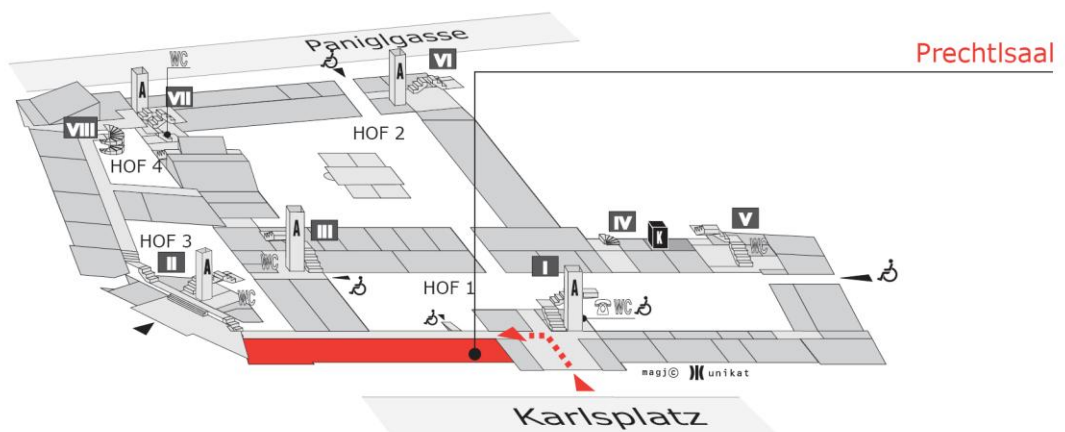 Paniglgasse
Prechtlsaal
WC
A
VI
A
VII
VIII
HOF 2
HOF 4
A
III
IV
K
V
WC
HOF 3
II
A
WC
WC
HOF 1
I
A
WC
magj© unikat
Karlsplatz